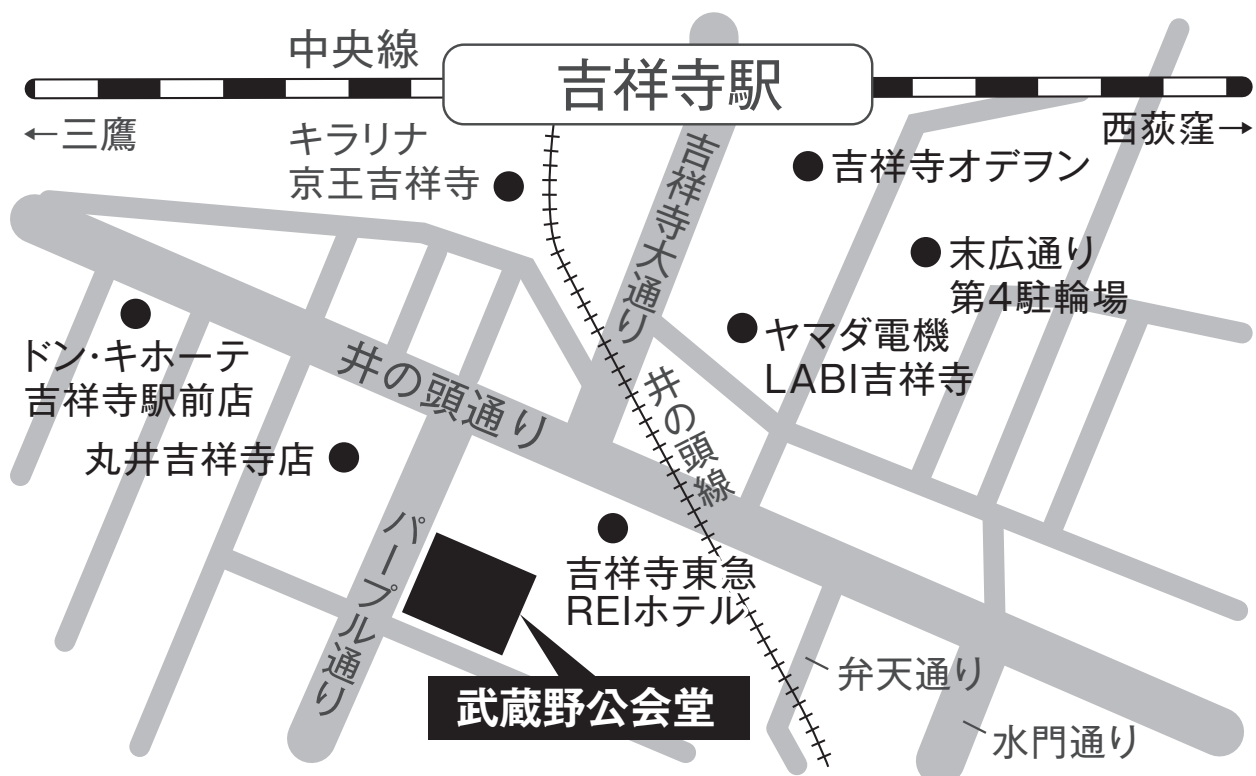 中央線
吉祥寺駅
←三鷹
西荻窪→
キラリナ
京王吉祥寺
吉祥寺大通り
吉祥寺オデヲン
末広通り
第4駐輪場
ヤマダ電機
LABI吉祥寺
ドン・キホーテ
吉祥寺駅前店
井の頭通り
井の頭線
丸井吉祥寺店
パープル通り
吉祥寺東急
REIホテル
武蔵野公会堂
弁天通り
水門通り